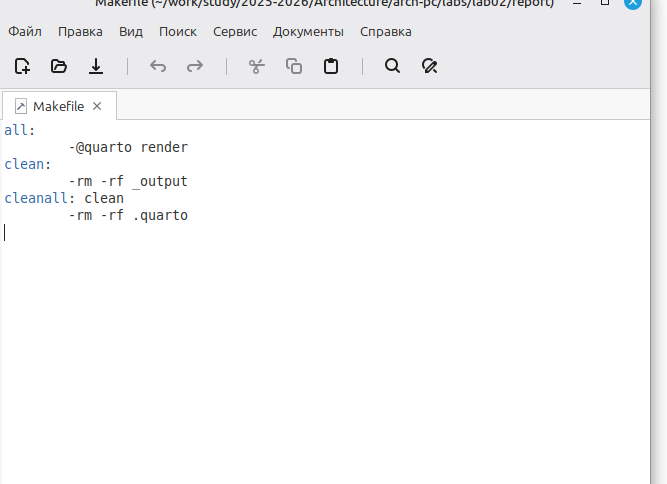 Makefile (~/work/study/2025-2026/Architecture/arch-pc/labs/lab02/report)
Файл Правка Вид Поиск Сервис Документы Справка
Makefile
all:
	-@quarto render
clean:
	-rm -rf _output
cleanall: clean
	-rm -rf .quarto